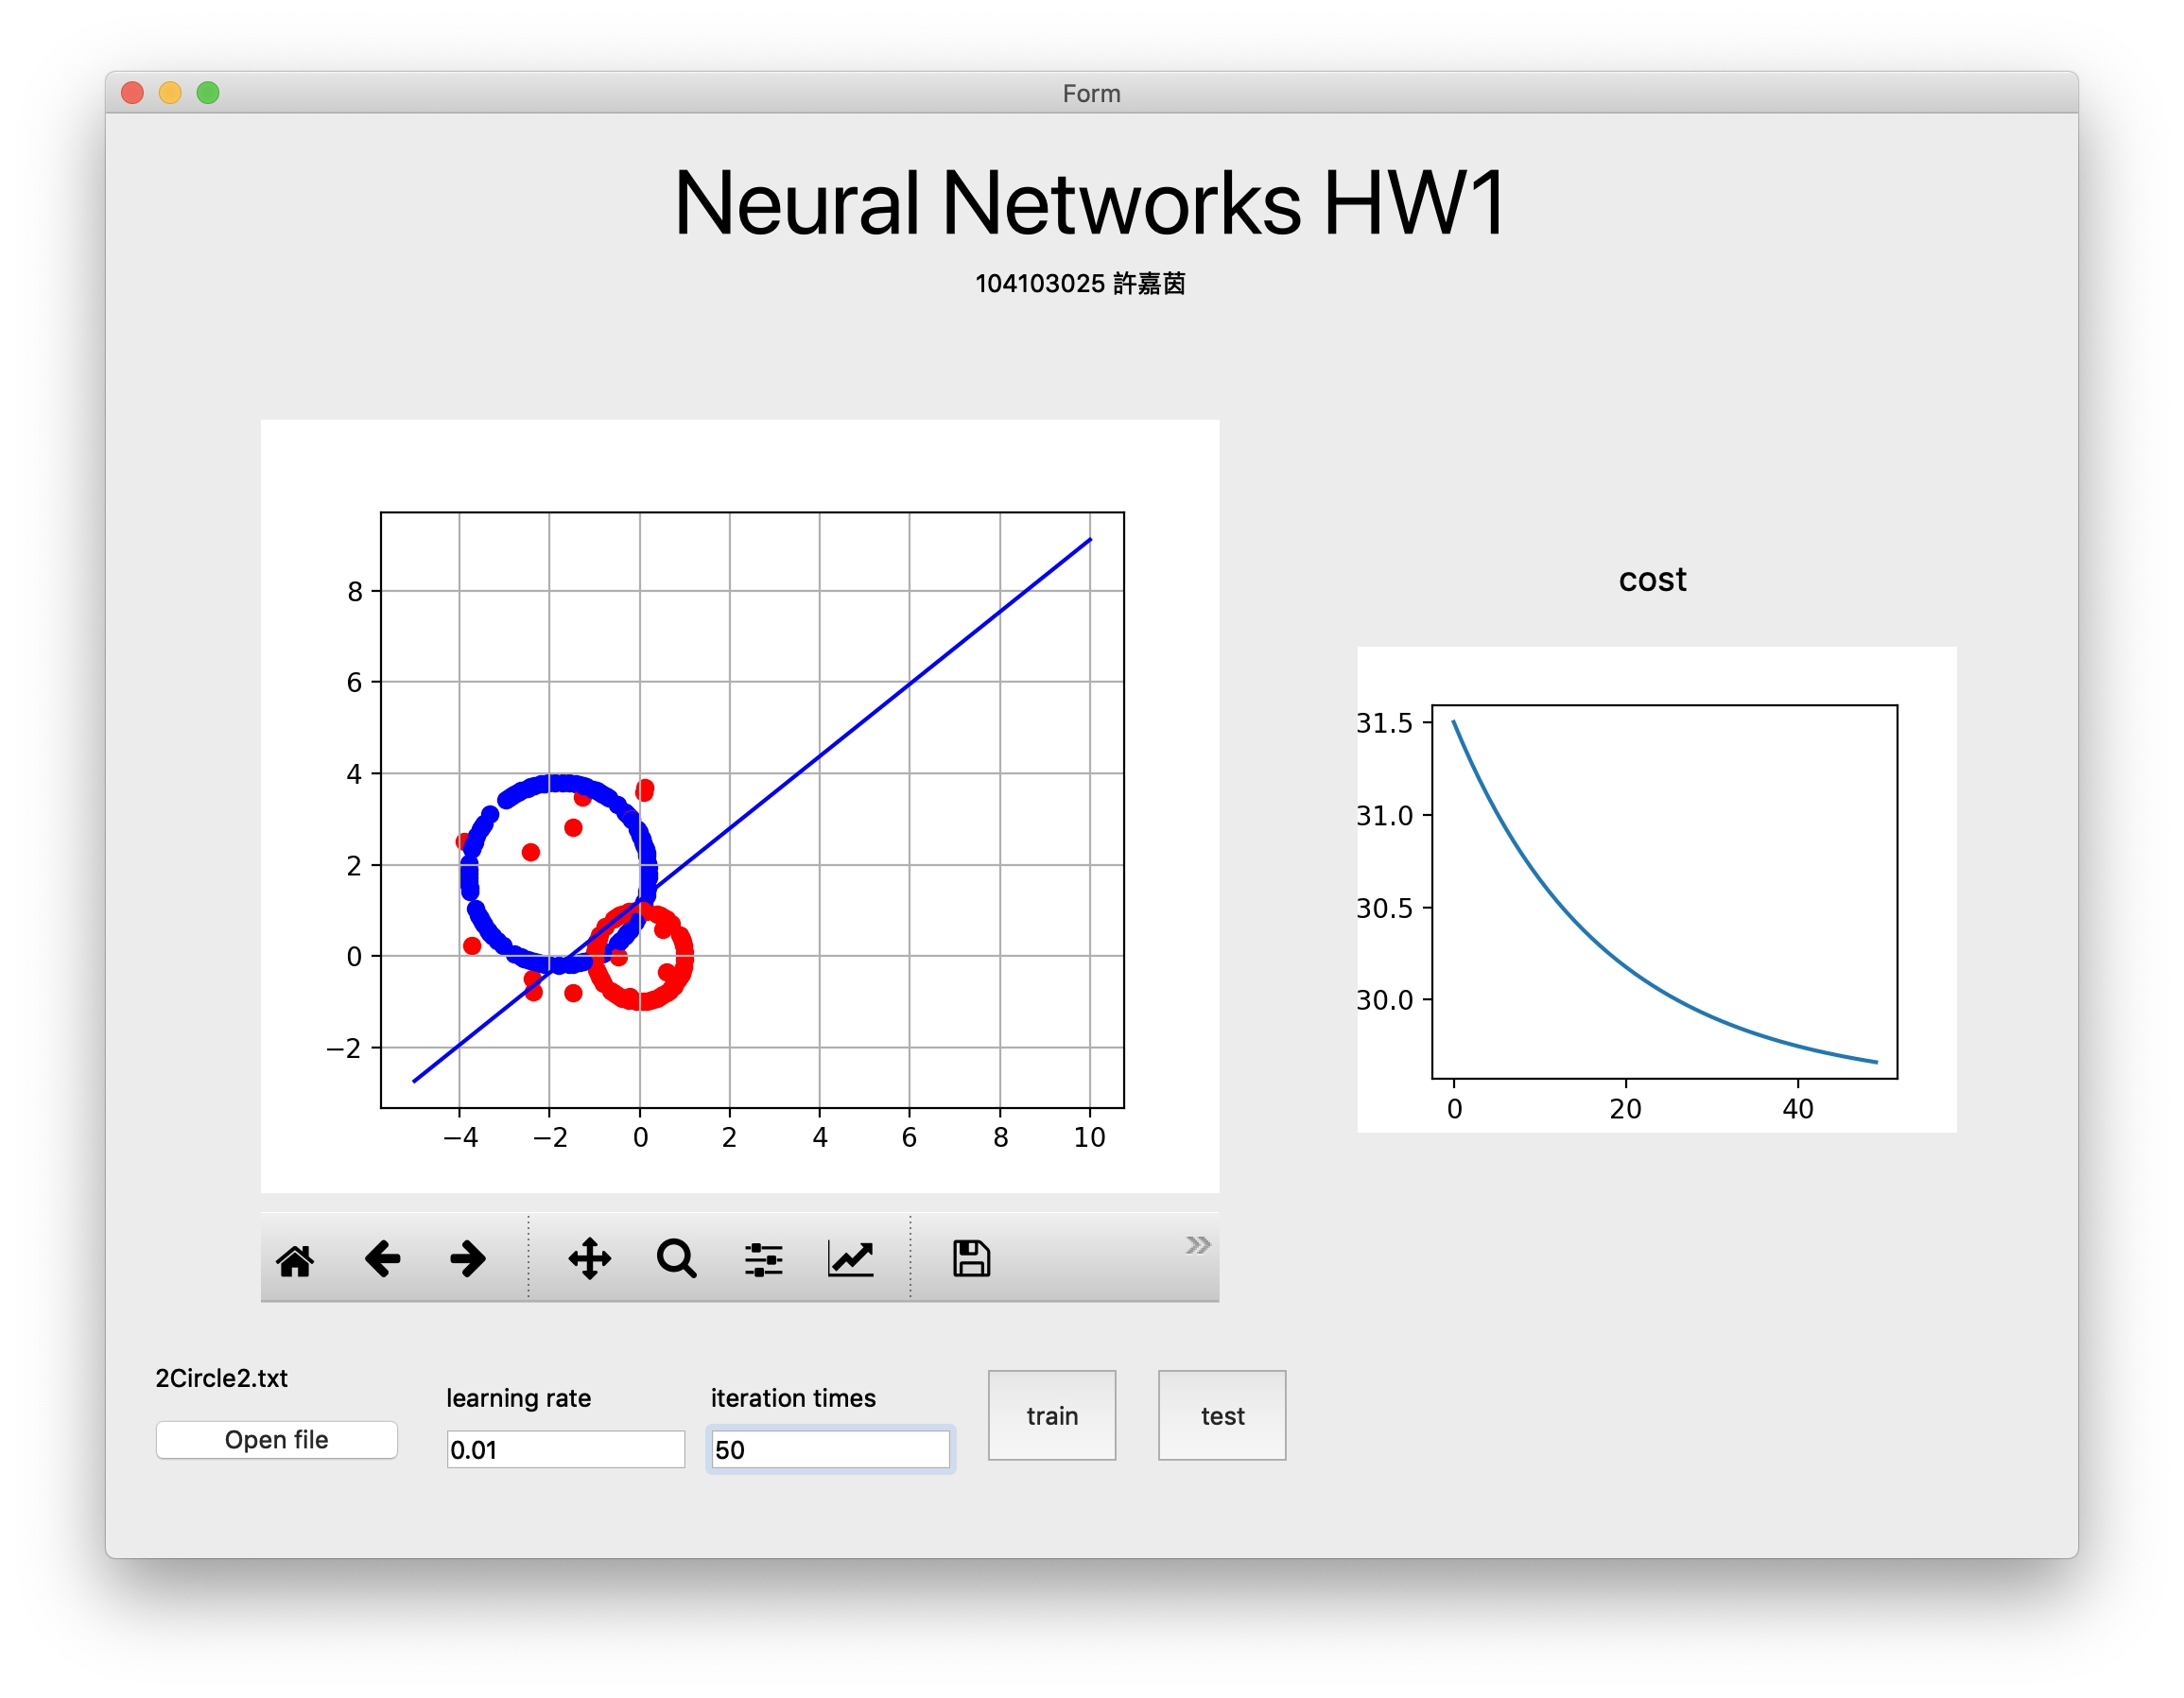 Form
Neural Networks HW1
104103025 許嘉茵
8
6
4
2
0
−2
−4 −2 0 2 4 6 8 10
cost
31.5
31.0
30.5
30.0
0 20 40
2Circle2.txt
Open file
learning rate
0.01
iteration times
50
train
test